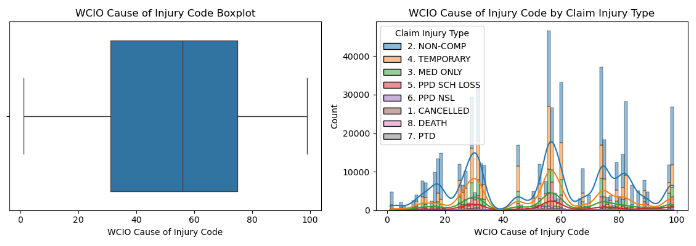 WCIO Cause of Injury Code Boxplot
0 20 40 60 80 100
WCIO Cause of Injury Code
WCIO Cause of Injury Code by Claim Injury Type
Count
40000
30000
20000
10000
0
Claim Injury Type
2. NON-COMP
4. TEMPORARY
3. MED ONLY
5. PPD SCH LOSS
6. PPD NSL
1. CANCELLED
8. DEATH
7. PTD
0 20 40 60 80 100
WCIO Cause of Injury Code